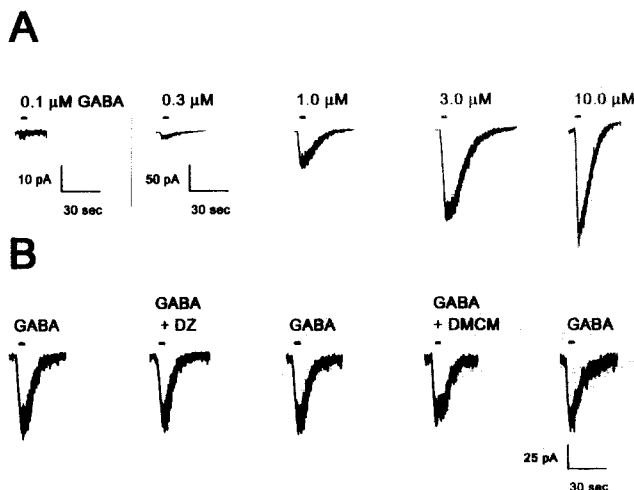 A
0.1 μM GABA
0.3 μM
1.0 μM
3.0 μM
10.0 μM
10 pA
30 sec
50 pA
30 sec
B
GABA
GABA
+ DZ
GABA
GABA
+ DMCM
GABA
25 pA
30 sec